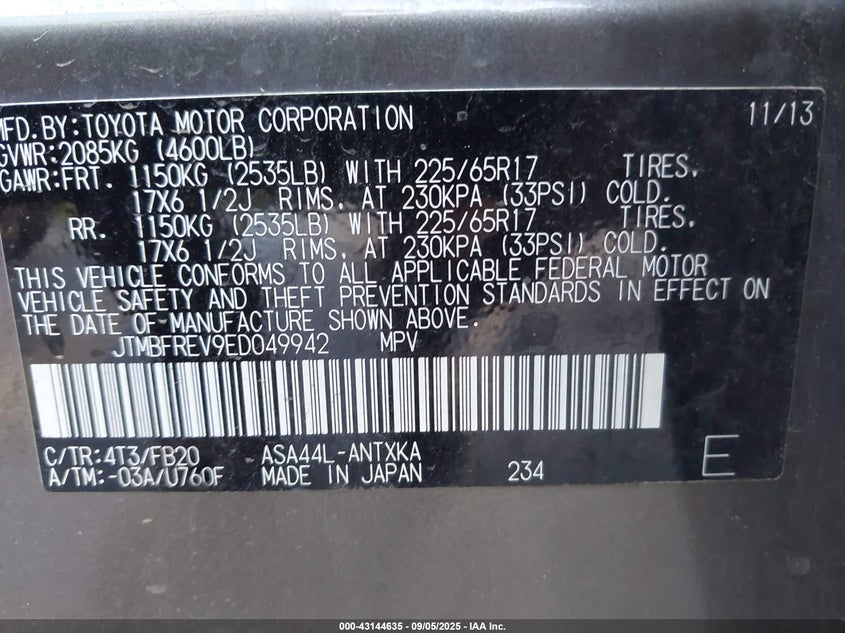 MFD.BY:TOYOTA MOTOR CORPORATION 11/13
GVWR:2085KG (4600LB)
GAWR:FRT. 1150KG (2535LB) WITH 225/65R17 TIRES,
17X6 1/2J RIMS, AT 230KPA (33PSI) COLD.
RR. 1150KG (2535LB) WITH 225/65R17 TIRES,
17X6 1/2J RIMS, AT 230KPA (33PSI) COLD.
THIS VEHICLE CONFORMS TO ALL APPLICABLE FEDERAL MOTOR
VEHICLE SAFETY AND THEFT PREVENTION STANDARDS IN EFFECT ON
THE DATE OF MANUFACTURE SHOWN ABOVE.
JTMBFREV9ED049942 MPV
C/TR:4T3/FB20 ASA44L-ANTXKA
A/TM:-03A/U760F MADE IN JAPAN 234 E
000-43144635 - 09/05/2025 - IAA Inc.